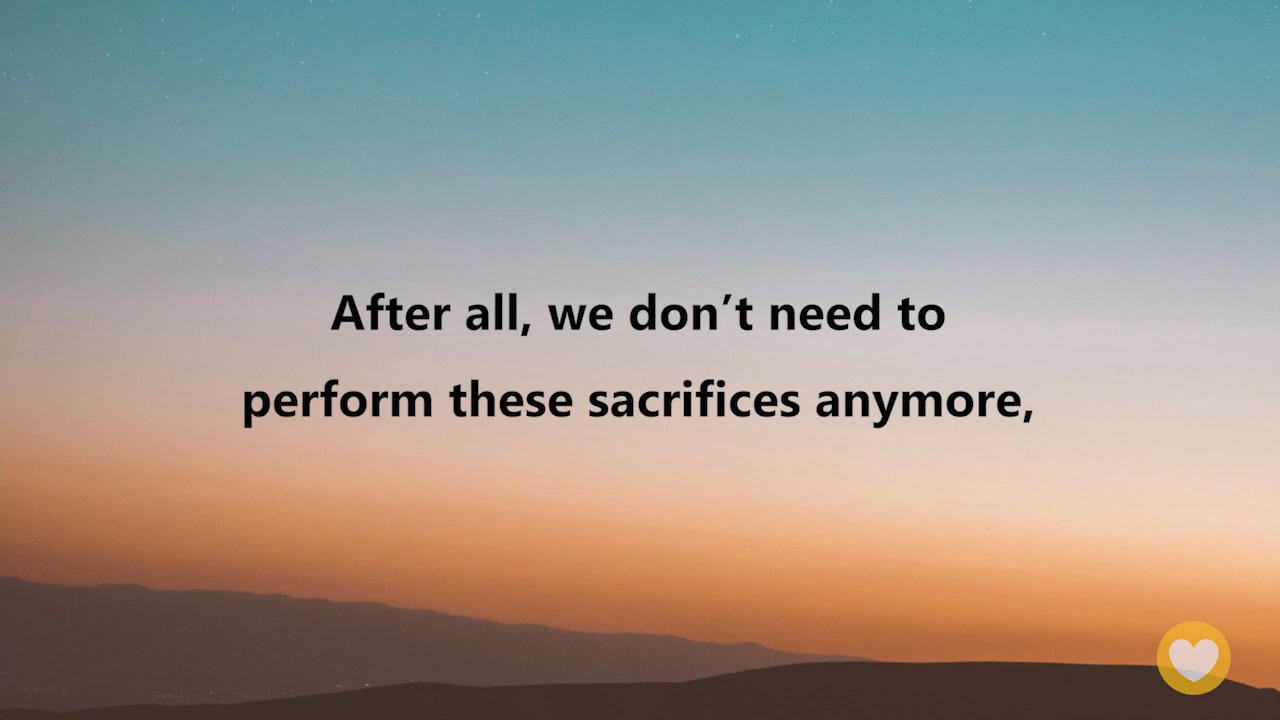 After all, we don’t need to
perform these sacrifices anymore,